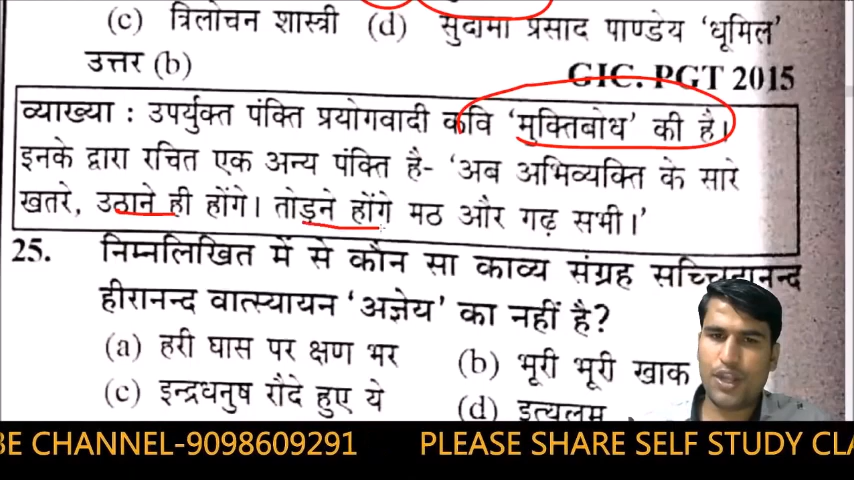 (c) त्रिलोचन शास्त्री (d) सुदामा प्रसाद पाण्डेय 'धूमिल'
उत्तर (b) GIC. PGT 2015
व्याख्या : उपर्युक्त पंक्ति प्रयोगवादी कवि 'मुक्तिबोध' की है।
इनके द्वारा रचित एक अन्य पंक्ति है- 'अब अभिव्यक्ति के सारे
खतरे, उठाने ही होंगे। तोड़ने होंगे मठ और गढ़ सभी।'
25. निम्नलिखित में से कौन सा काव्य संग्रह सच्चिदानन्द
हीरानन्द वात्स्यायन 'अज्ञेय' का नहीं है?
(a) हरी घास पर क्षण भर (b) भूरी भूरी खाक
(c) इन्द्रधनुष रौंदे हुए ये (d) इत्यलम
BE CHANNEL-9098609291 PLEASE SHARE SELF STUDY CLA